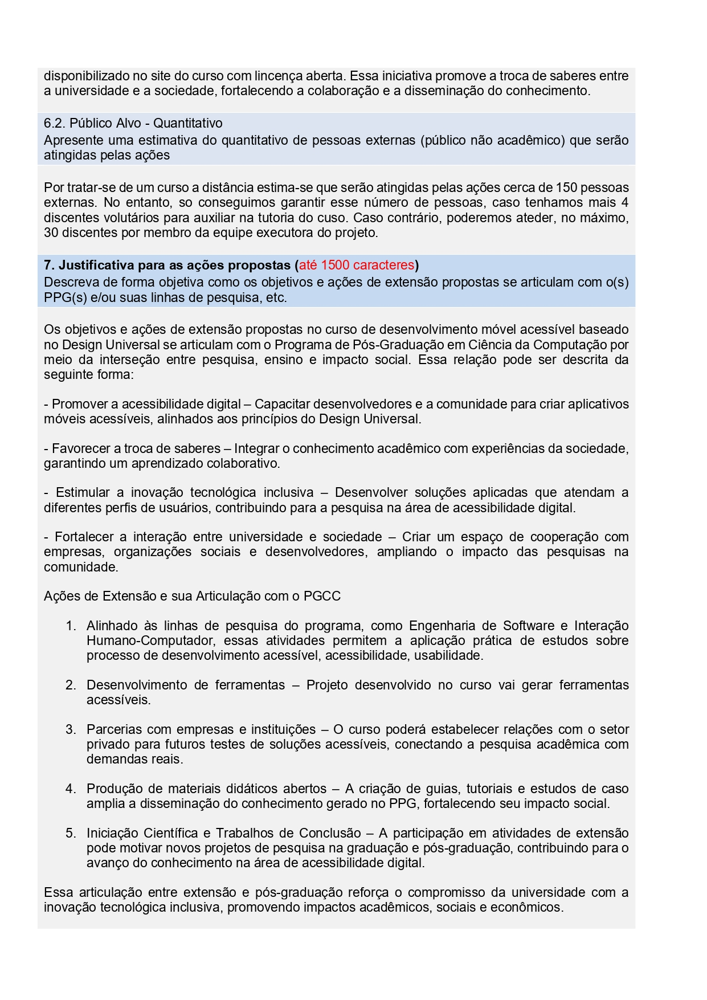 disponibilizado no site do curso com lincença aberta. Essa iniciativa promove a troca de saberes entre
a universidade e a sociedade, fortalecendo a colaboração e a disseminação do conhecimento.
6.2. Público Alvo - Quantitativo
Apresente uma estimativa do quantitativo de pessoas externas (público não acadêmico) que serão
atingidas pelas ações
Por tratar-se de um curso a distância estima-se que serão atingidas pelas ações cerca de 150 pessoas
externas. No entanto, so conseguimos garantir esse número de pessoas, caso tenhamos mais 4
discentes volutários para auxiliar na tutoria do cuso. Caso contrário, poderemos ateder, no máximo,
30 discentes por membro da equipe executora do projeto.
7. Justificativa para as ações propostas (até 1500 caracteres)
Descreva de forma objetiva como os objetivos e ações de extensão propostas se articulam com o(s)
PPG(s) e/ou suas linhas de pesquisa, etc.
Os objetivos e ações de extensão propostas no curso de desenvolvimento móvel acessível baseado
no Design Universal se articulam com o Programa de Pós-Graduação em Ciência da Computação por
meio da interseção entre pesquisa, ensino e impacto social. Essa relação pode ser descrita da
seguinte forma:
- Promover a acessibilidade digital – Capacitar desenvolvedores e a comunidade para criar aplicativos
móveis acessíveis, alinhados aos princípios do Design Universal.
- Favorecer a troca de saberes – Integrar o conhecimento acadêmico com experiências da sociedade,
garantindo um aprendizado colaborativo.
- Estimular a inovação tecnológica inclusiva – Desenvolver soluções aplicadas que atendam a
diferentes perfis de usuários, contribuindo para a pesquisa na área de acessibilidade digital.
- Fortalecer a interação entre universidade e sociedade – Criar um espaço de cooperação com
empresas, organizações sociais e desenvolvedores, ampliando o impacto das pesquisas na
comunidade.
Ações de Extensão e sua Articulação com o PGCC
1. Alinhado às linhas de pesquisa do programa, como Engenharia de Software e Interação
Humano-Computador, essas atividades permitem a aplicação prática de estudos sobre
processo de desenvolvimento acessível, acessibilidade, usabilidade.
2. Desenvolvimento de ferramentas – Projeto desenvolvido no curso vai gerar ferramentas
acessíveis.
3. Parcerias com empresas e instituições – O curso poderá estabelecer relações com o setor
privado para futuros testes de soluções acessíveis, conectando a pesquisa acadêmica com
demandas reais.
4. Produção de materiais didáticos abertos – A criação de guias, tutoriais e estudos de caso
amplia a disseminação do conhecimento gerado no PPG, fortalecendo seu impacto social.
5. Iniciação Científica e Trabalhos de Conclusão – A participação em atividades de extensão
pode motivar novos projetos de pesquisa na graduação e pós-graduação, contribuindo para o
avanço do conhecimento na área de acessibilidade digital.
Essa articulação entre extensão e pós-graduação reforça o compromisso da universidade com a
inovação tecnológica inclusiva, promovendo impactos acadêmicos, sociais e econômicos.